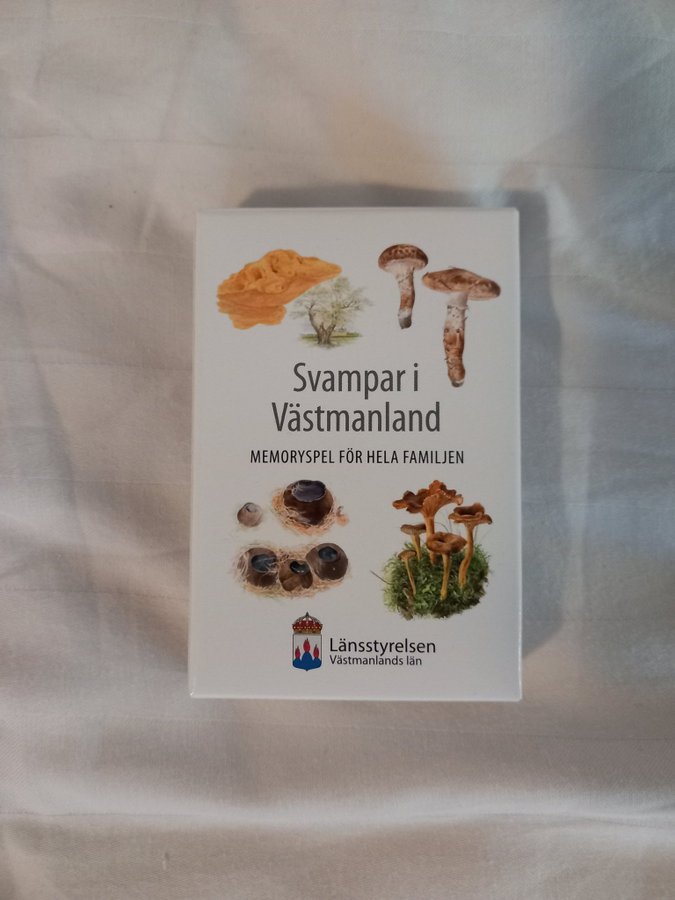 Svampar i
Västmanland
MEMORYSPEL FÖR HELA FAMILJEN
Länsstyrelsen
Västmanlands län